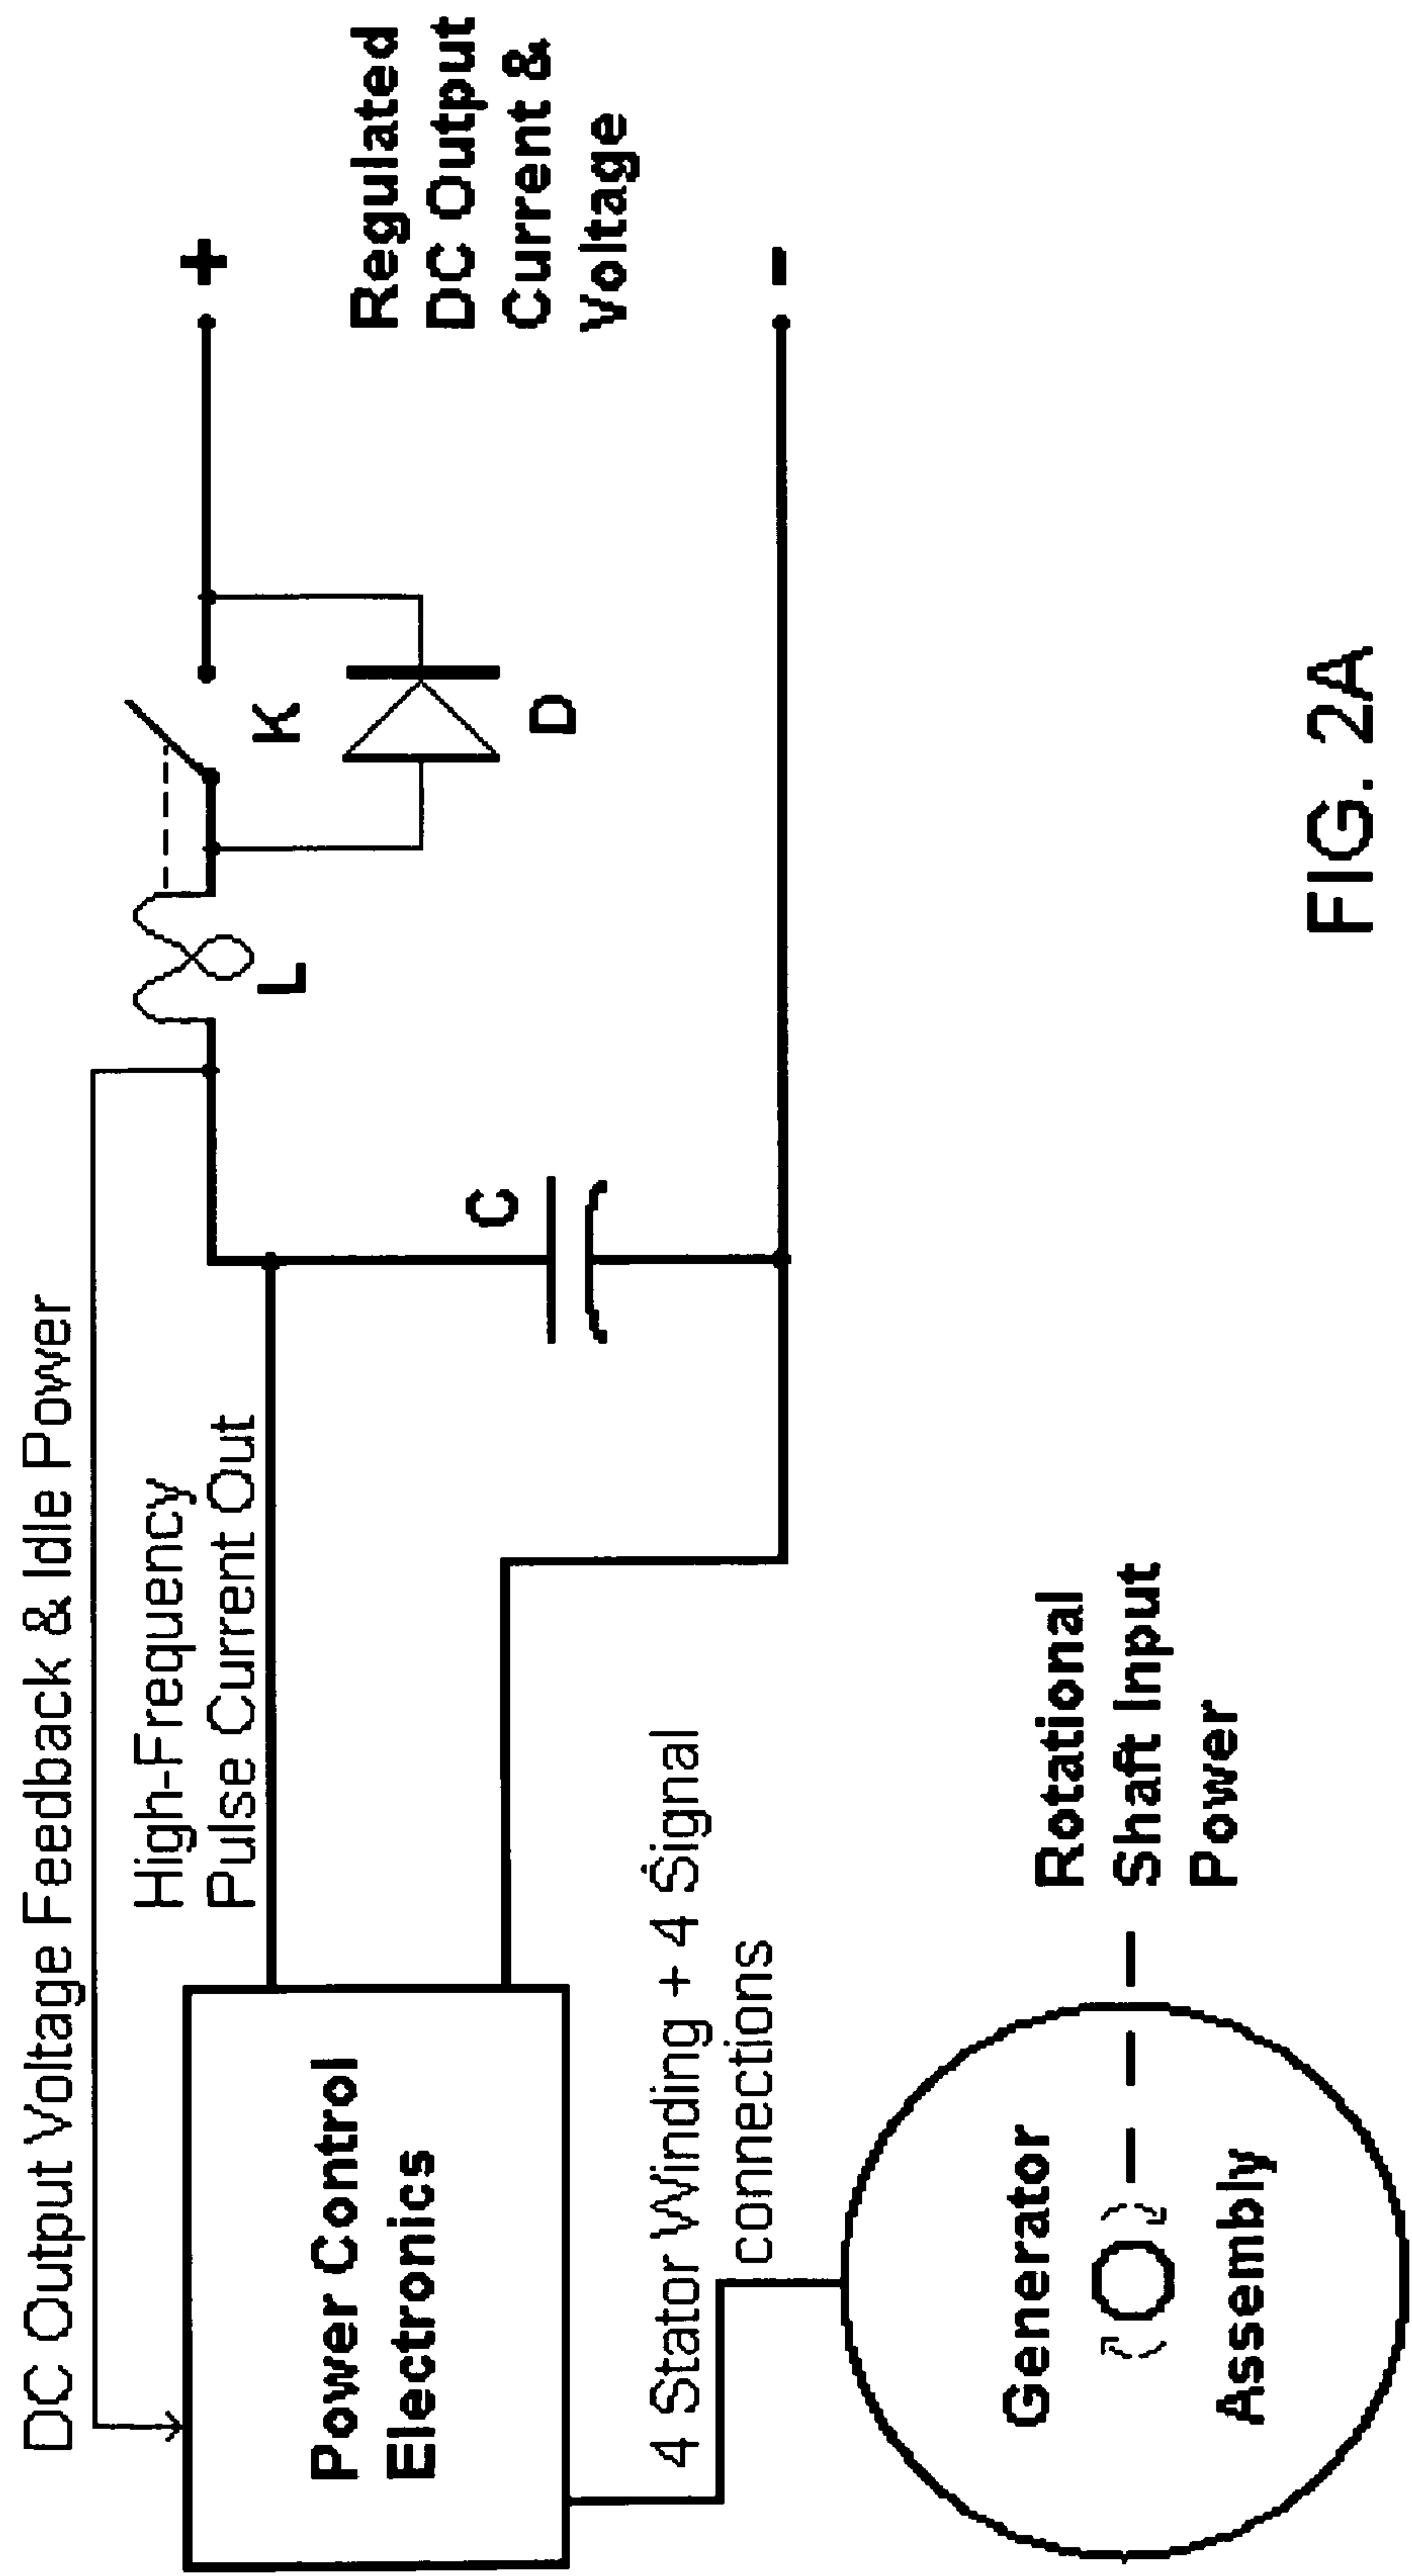 DC Output Voltage Feedback & Idle Power
High-Frequency
Pulse Current Out
Power Control
Electronics
4 Stator Winding + 4 Signal
connections
Generator
Assembly
Rotational
Shaft Input
Power
C
L
K
D
+
-
Regulated
DC Output
Current &
Voltage
FIG. 2A